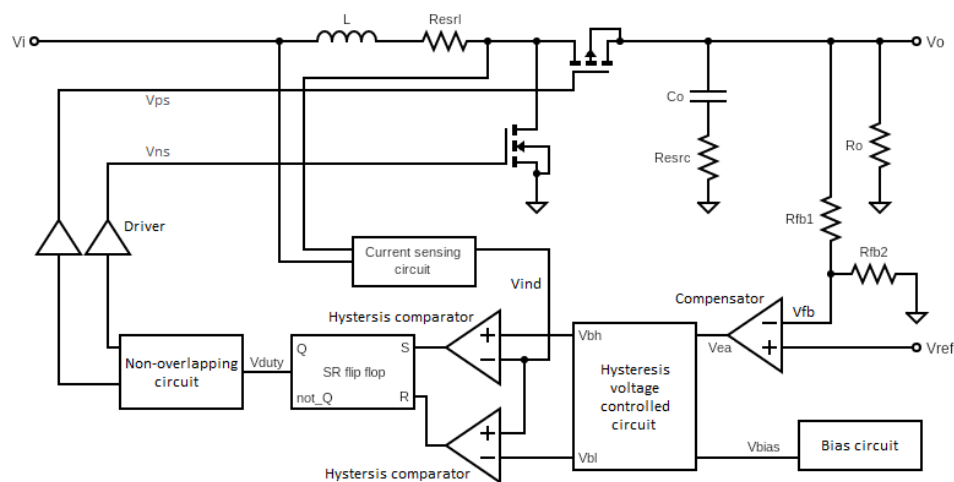 L
Resrl
Vi
Vo
Vps
Co
Vns
Resrc
Ro
Driver
Rfb1
Rfb2
Current sensing
circuit
Vind
Compensator
Vfb
Hystersis comparator
Vbh
Vea
Vref
Non-overlapping
circuit
Vduty
Q
S
SR flip flop
not_Q
R
Hysteresis
voltage
controlled
circuit
Vbl
Vbias
Bias circuit
Hystersis comparator